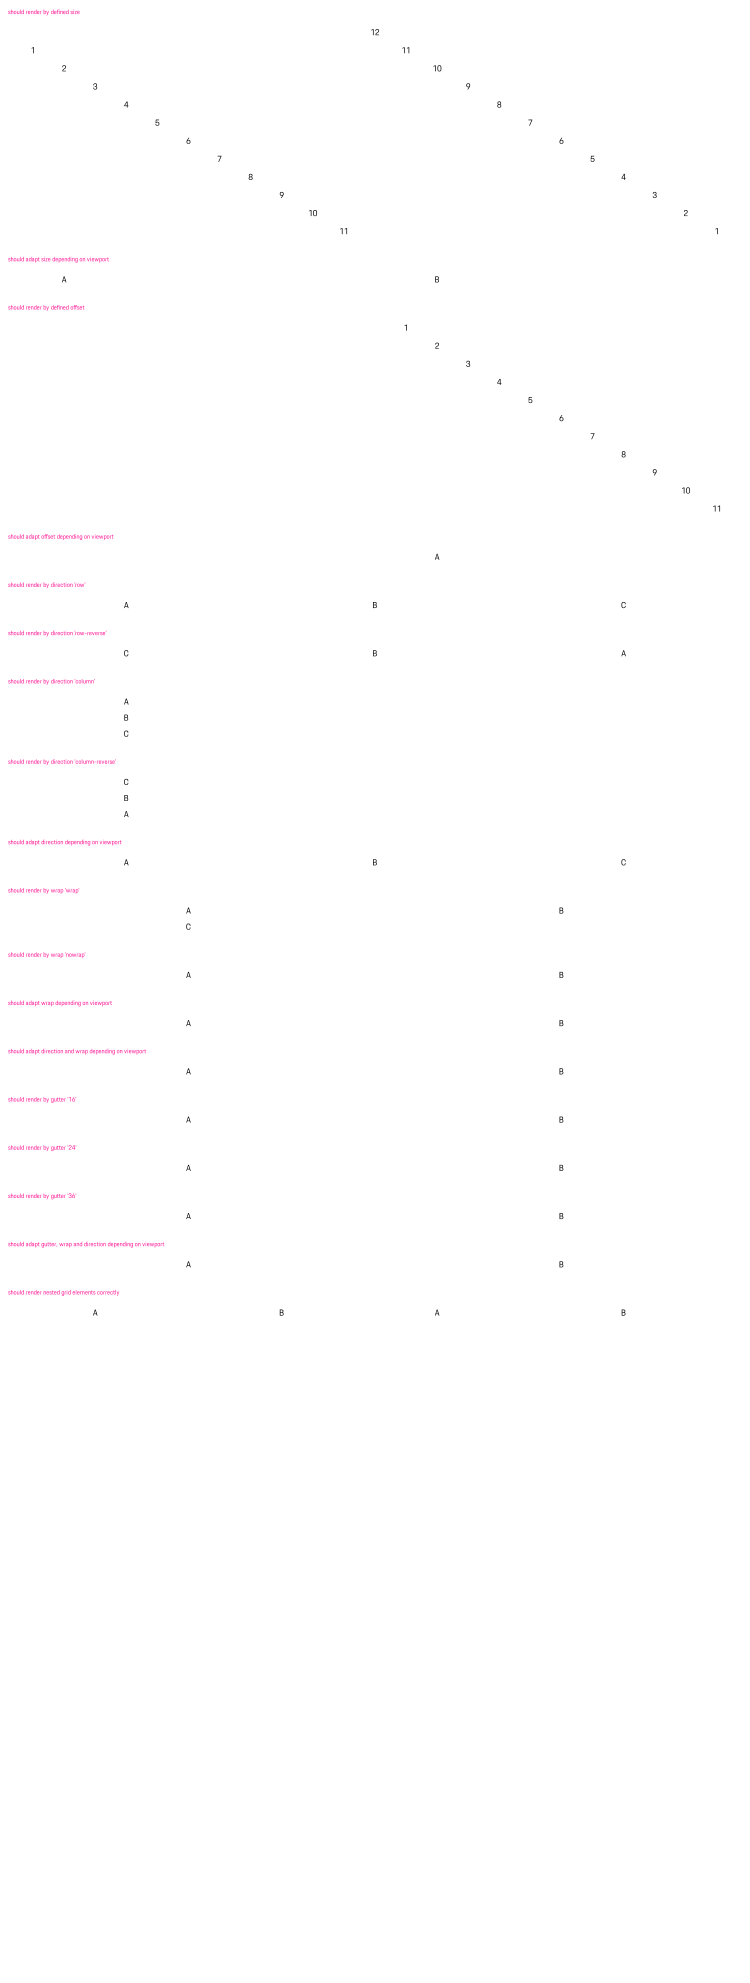 should render by defined size
12
1 11
2 10
3 9
4 8
5 7
6 6
7 5
8 4
9 3
10 2
11 1
should adapt size depending on viewport
A B
should render by defined offset
1
2
3
4
5
6
7
8
9
10
11
should adapt offset depending on viewport
A
should render by direction 'row'
A B C
should render by direction 'row-reverse'
C B A
should render by direction 'column'
A
B
C
should render by direction 'column-reverse'
C
B
A
should adapt direction depending on viewport
A B C
should render by wrap 'wrap'
A B
C
should render by wrap 'nowrap'
A B
should adapt wrap depending on viewport
A B
should adapt direction and wrap depending on viewport
A B
should render by gutter '16'
A B
should render by gutter '24'
A B
should render by gutter '36'
A B
should adapt gutter, wrap and direction depending on viewport
A B
should render nested grid elements correctly
A B A B